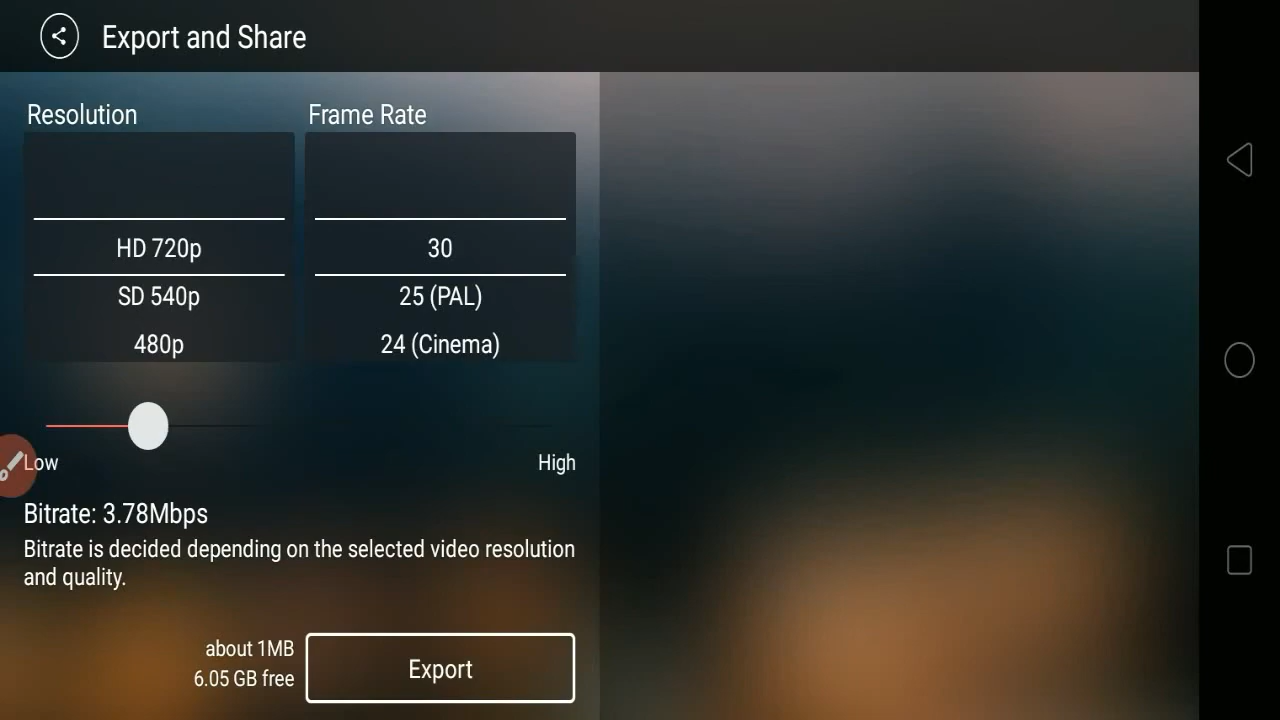 Export and Share
Resolution
Frame Rate
HD 720p
30
SD 540p
25 (PAL)
480p
24 (Cinema)
Low
High
Bitrate: 3.78Mbps
Bitrate is decided depending on the selected video resolution
and quality.
about 1MB
6.05 GB free
Export